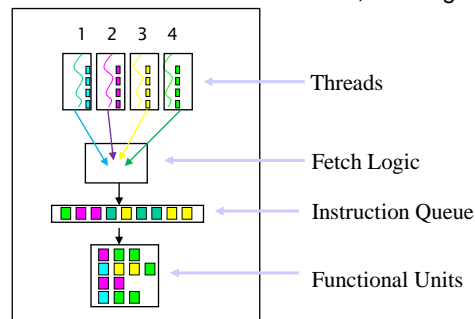 1 2 3 4
Threads
Fetch Logic
Instruction Queue
Functional Units